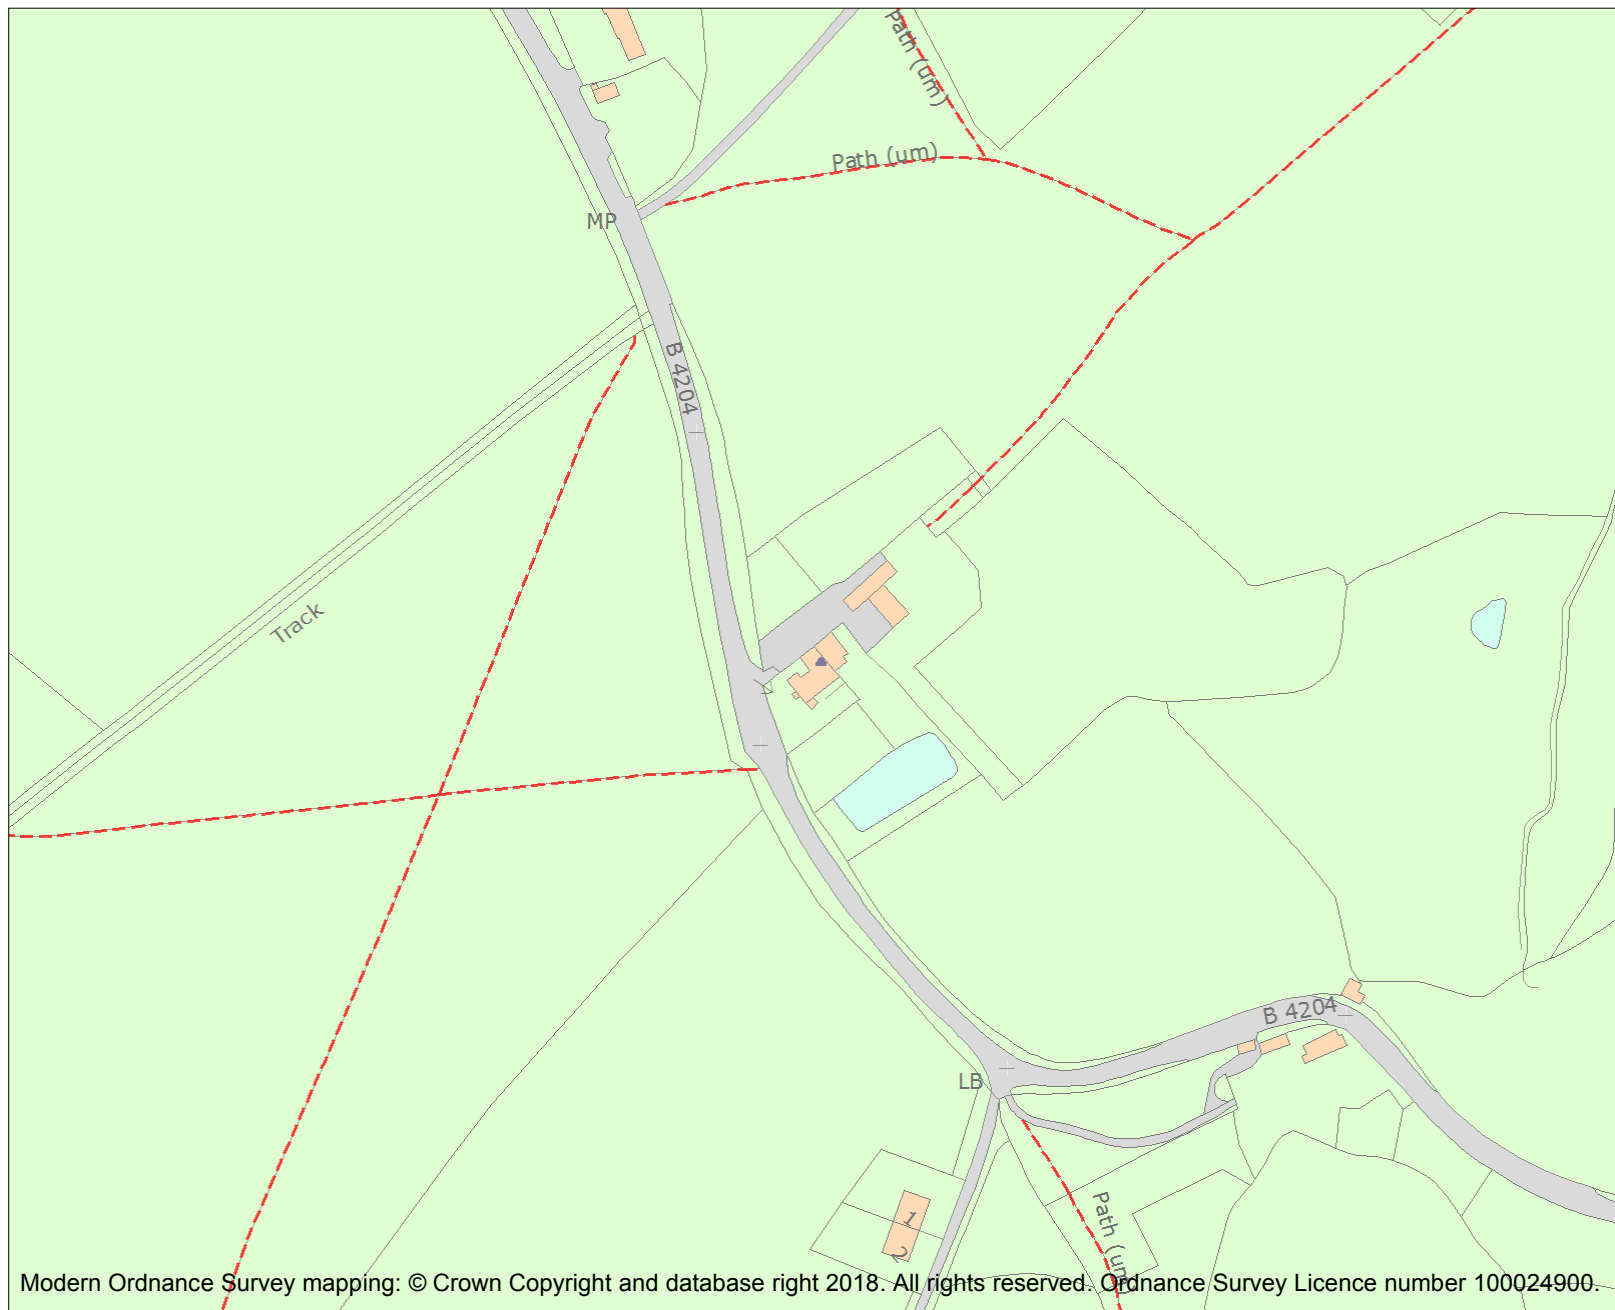 Path (um)
Path (um)
MP
B 4204
Track
B 4204
LB
1
2
Path (um)
Modern Ordnance Survey mapping: © Crown Copyright and database right 2018. All rights reserved. Ordnance Survey Licence number 100024900.